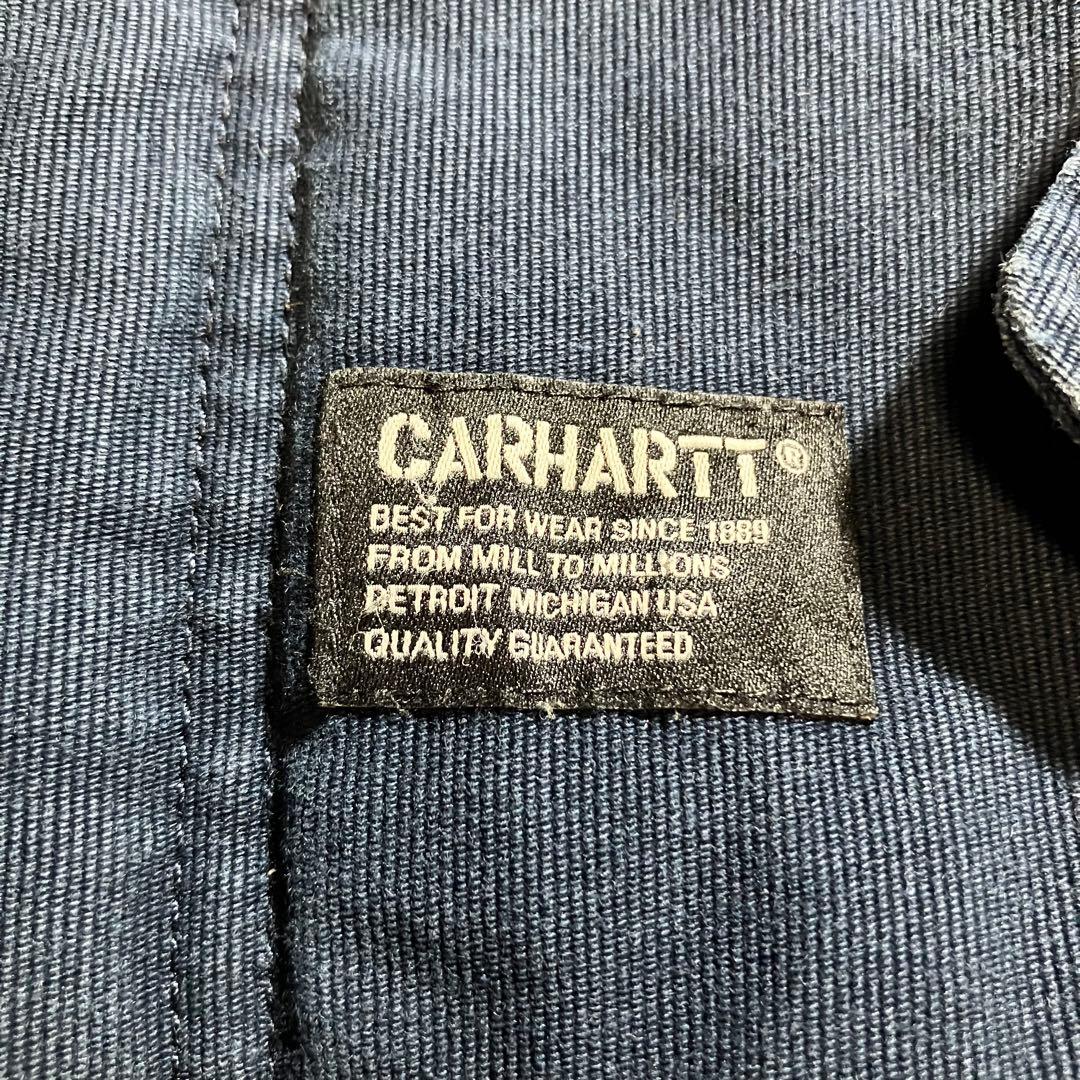 CARHARTT®
BEST FOR WEAR SINCE 1889
FROM MILL TO MILLIONS
DETROIT MICHIGAN USA
QUALITY GUARANTEED